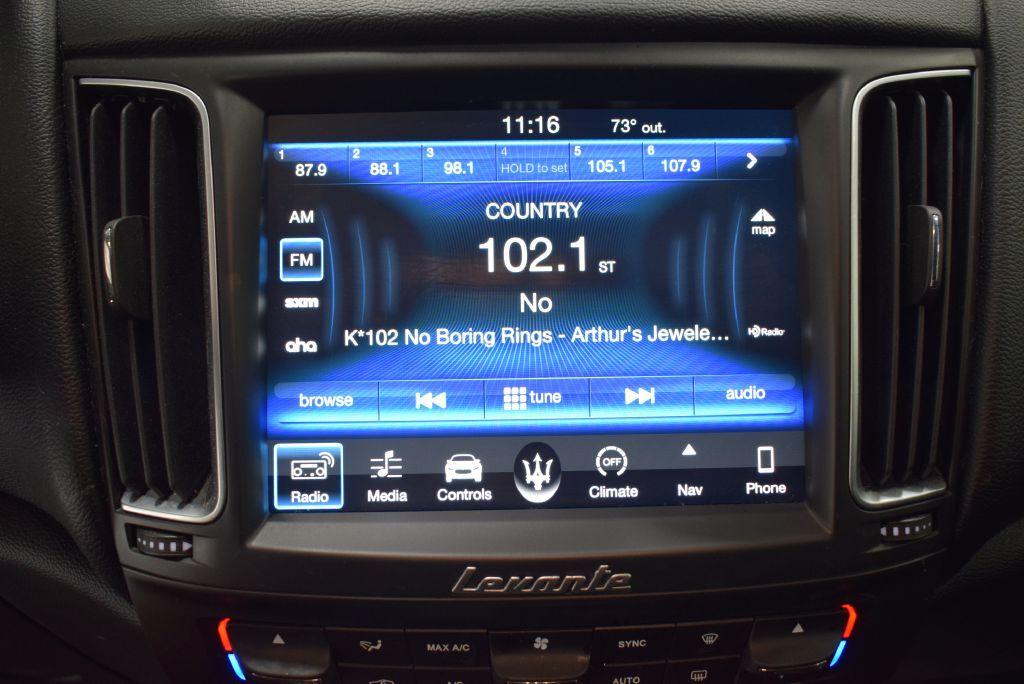 11:16 73° out.
1 87.9 2 88.1 3 98.1 4 HOLD to set 5 105.1 6 107.9
AM
COUNTRY
map
FM
102.1 ST
sxm
No
aha
K*102 No Boring Rings - Arthur's Jewele...
HD Radio
browse tune audio
Radio Media Controls OFF Climate Nav Phone
Levante
MAX A/C SYNC
A/C AUTO